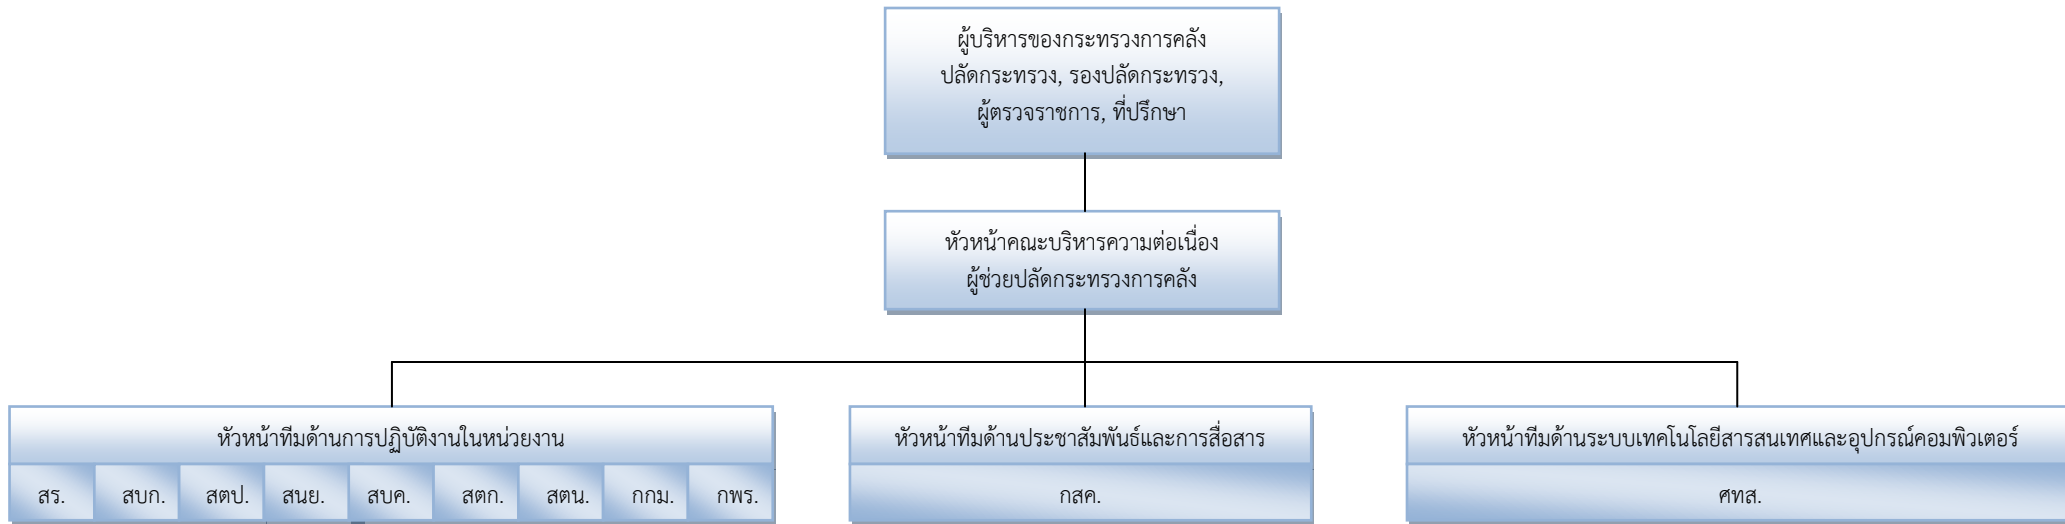 ผู้บริหารของกระทรวงการคลัง
ปลัดกระทรวง, รองปลัดกระทรวง,
ผู้ตรวจราชการ, ที่ปรึกษา
หัวหน้าคณะบริหารความต่อเนื่อง
ผู้ช่วยปลัดกระทรวงการคลัง
หัวหน้าทีมด้านการปฏิบัติงานในหน่วยงาน
สร. สบก. สตป. สนย. สบค. สตก. สตน. กกม. กพร.
หัวหน้าทีมด้านประชาสัมพันธ์และการสื่อสาร
กสค.
หัวหน้าทีมด้านระบบเทคโนโลยีสารสนเทศและอุปกรณ์คอมพิวเตอร์
ศทส.